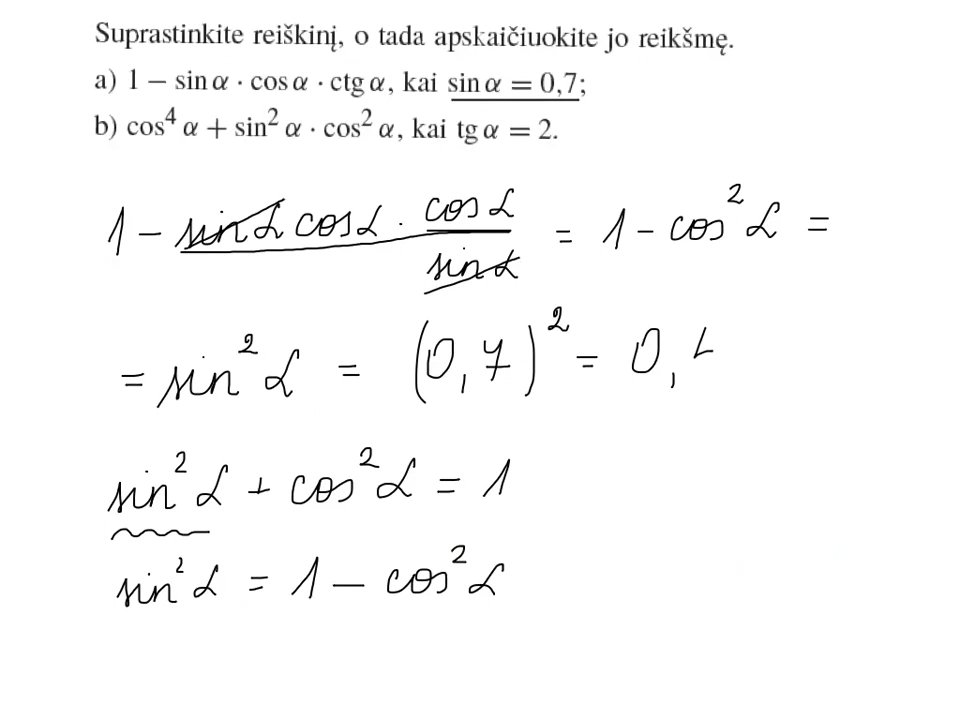 Suprastinkite reiškinį, o tada apskaičiuokite jo reikšmę.
a) 1 − sin α · cos α · ctg α, kai sin α = 0,7;
b) cos⁴ α + sin² α · cos² α, kai tg α = 2.
1 − sin α cos α · cos α / sin α = 1 − cos² α =
= sin² α = (0,7)² = 0,
sin² α + cos² α = 1
sin² α = 1 − cos² α